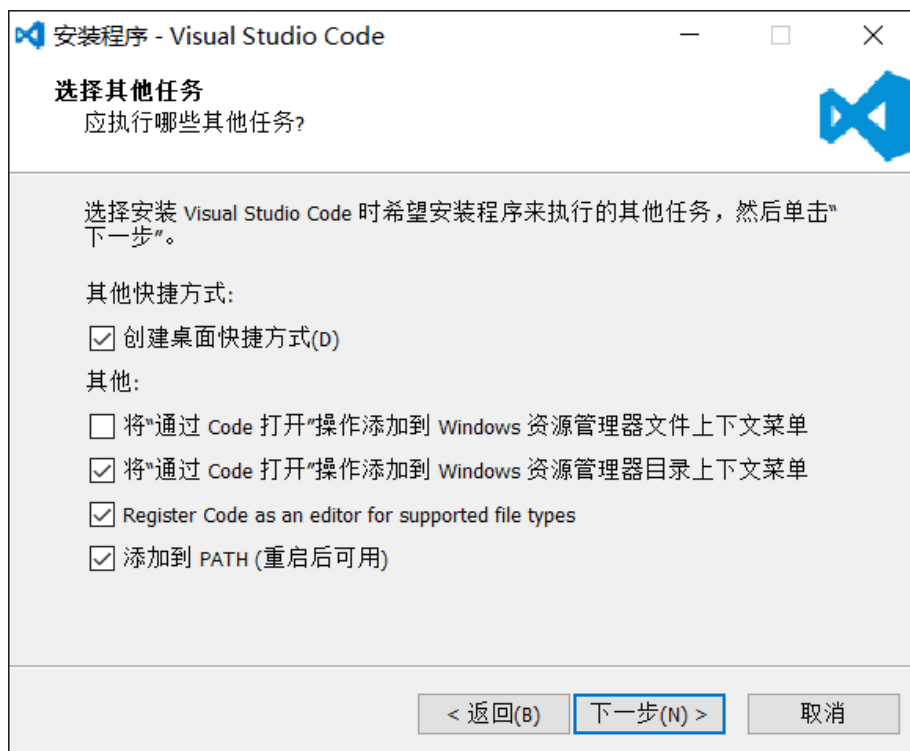 安装程序 - Visual Studio Code
选择其他任务
应执行哪些其他任务?
选择安装 Visual Studio Code 时希望安装程序来执行的其他任务，然后单击“
下一步”。
其他快捷方式:
创建桌面快捷方式(D)
其他:
将“通过 Code 打开”操作添加到 Windows 资源管理器文件上下文菜单
将“通过 Code 打开”操作添加到 Windows 资源管理器目录上下文菜单
Register Code as an editor for supported file types
添加到 PATH (重启后可用)
< 返回(B) 下一步(N) > 取消